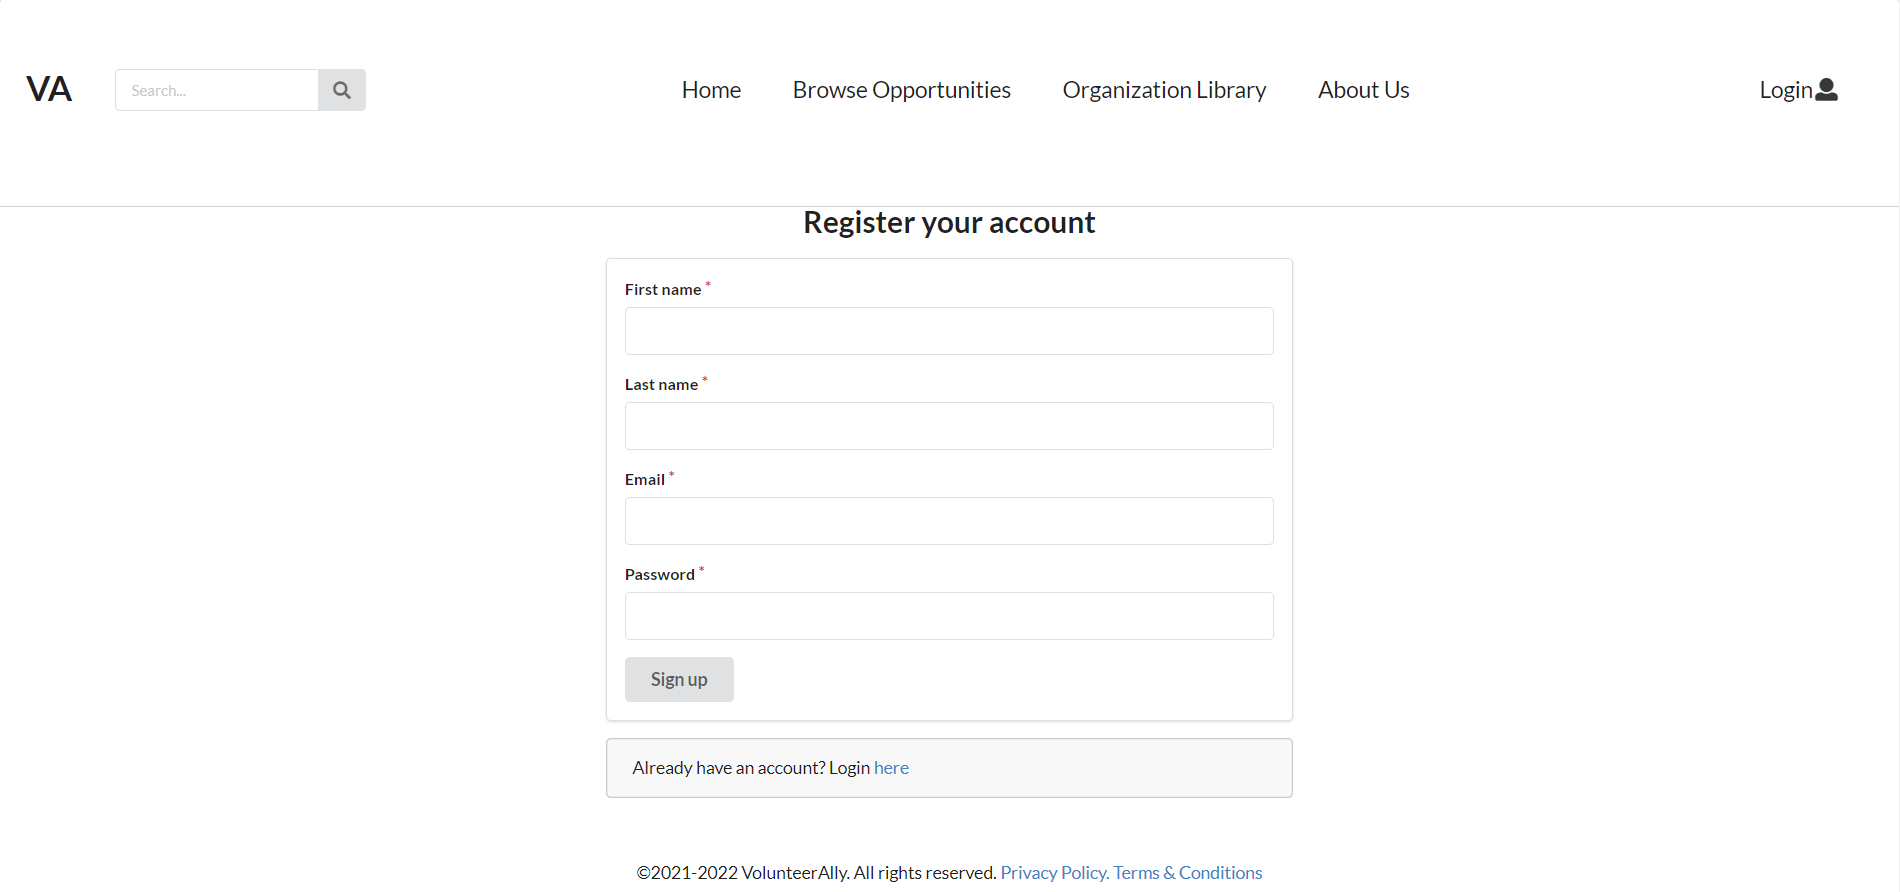 VA
Search...
Home
Browse Opportunities
Organization Library
About Us
Login
Register your account
First name *
Last name *
Email *
Password *
Sign up
Already have an account? Login here
©2021-2022 VolunteerAlly. All rights reserved. Privacy Policy. Terms & Conditions